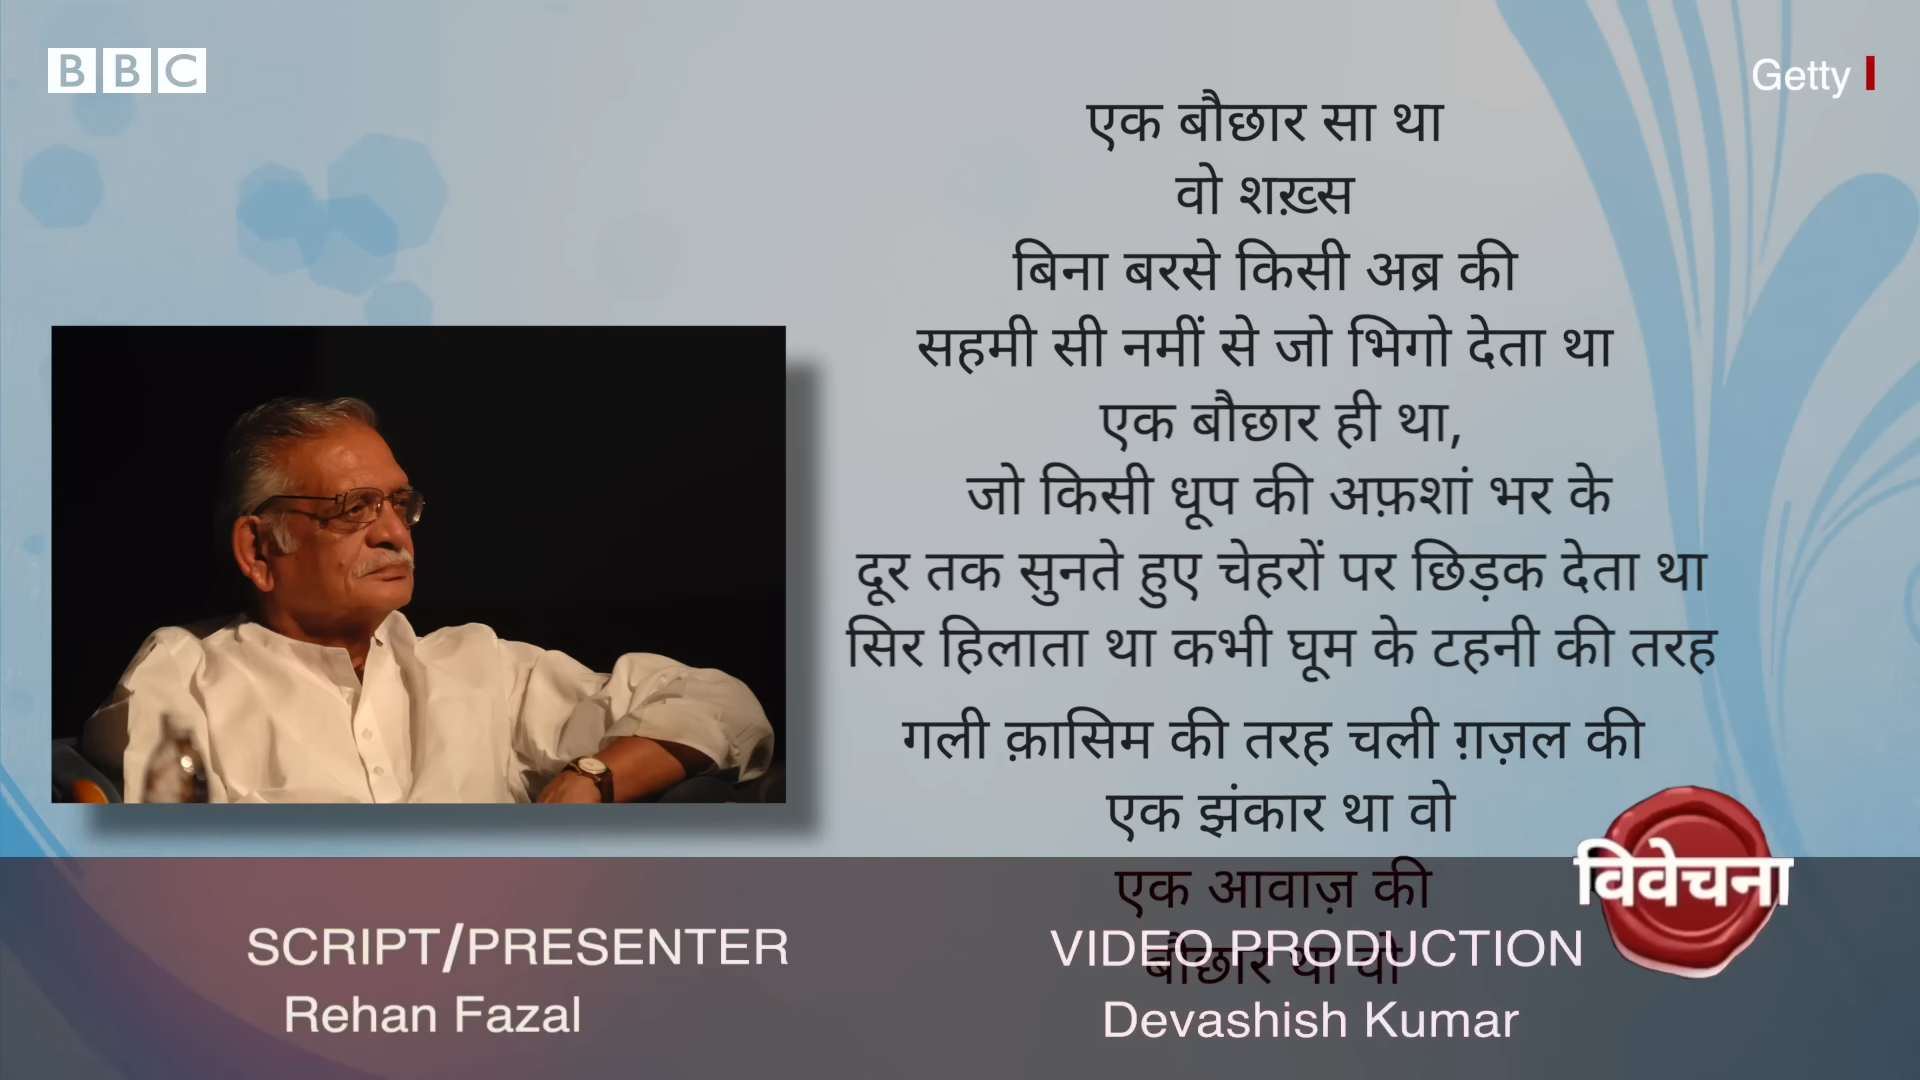 BBC
Getty
एक बौछार सा था
वो शख़्स
बिना बरसे किसी अब्र की
सहमी सी नमीं से जो भिगो देता था
एक बौछार ही था,
जो किसी धूप की अफ़शां भर के
दूर तक सुनते हुए चेहरों पर छिड़क देता था
सिर हिलाता था कभी घूम के टहनी की तरह
गली क़ासिम की तरह चली ग़ज़ल की
एक झंकार था वो
एक आवाज़ की
बौछार था वो
विवेचना
SCRIPT/PRESENTER
Rehan Fazal
VIDEO PRODUCTION
Devashish Kumar